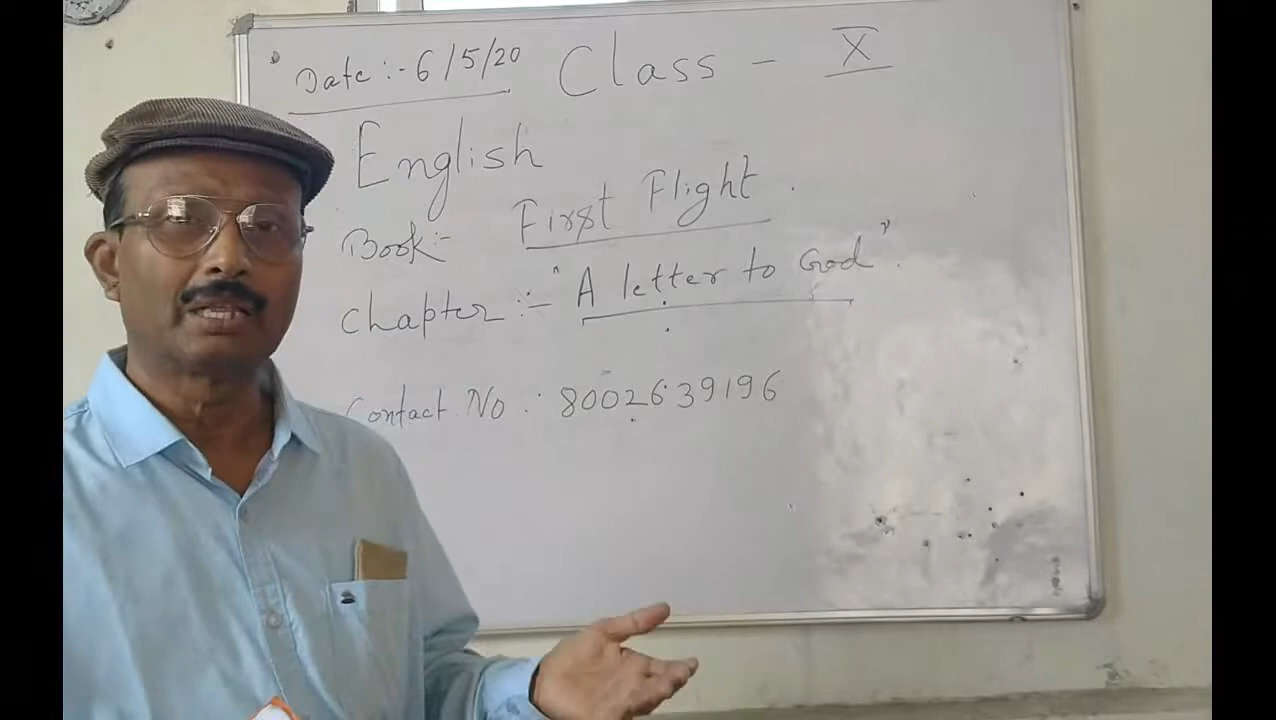 Date :- 6/5/20 Class - X
English
Book:- First Flight.
chapter :- "A letter to God".
Contact No. : 8002639196